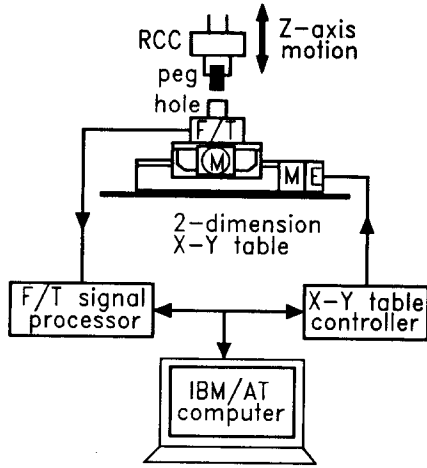 RCC
Z-axis
motion
peg
hole
F/T
M
M E
2-dimension
X-Y table
F/T signal
processor
X-Y table
controller
IBM/AT
computer